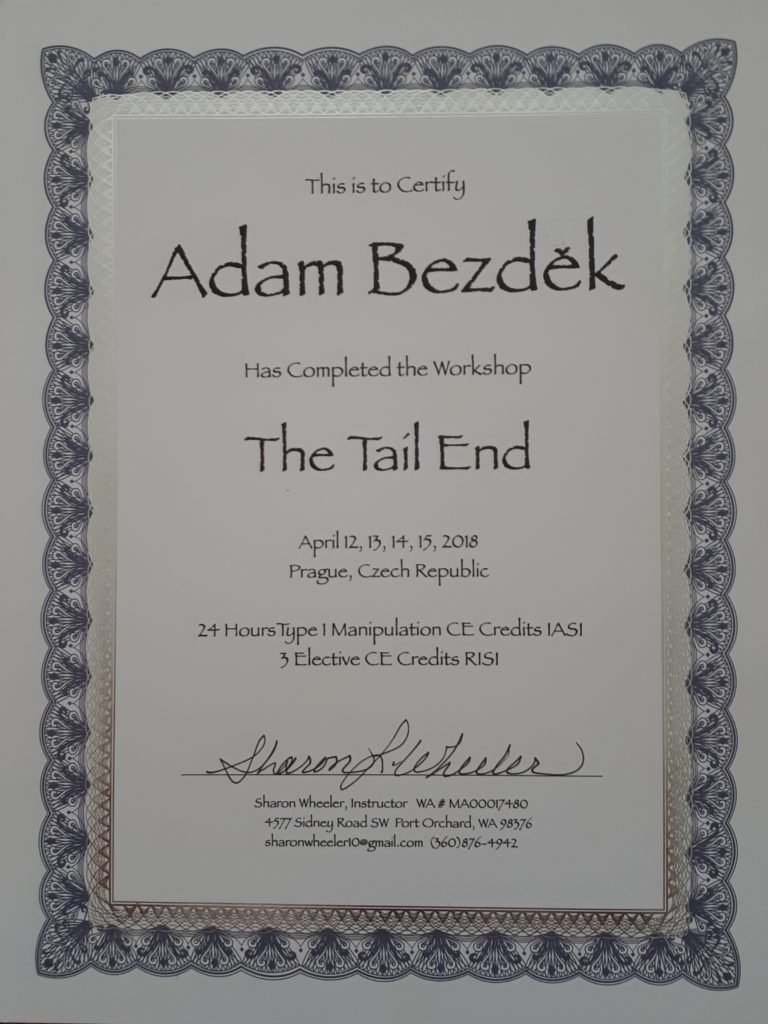 This is to Certify
Adam Bezděk
Has Completed the Workshop
The Tail End
April 12, 13, 14, 15, 2018
Prague, Czech Republic
24 Hours Type 1 Manipulation CE Credits IASI
3 Elective CE Credits RISI
Sharon L Wheeler
Sharon Wheeler, Instructor WA # MA00017480
4577 Sidney Road SW Port Orchard, WA 98376
sharonwheeler10@gmail.com (360)876-4942